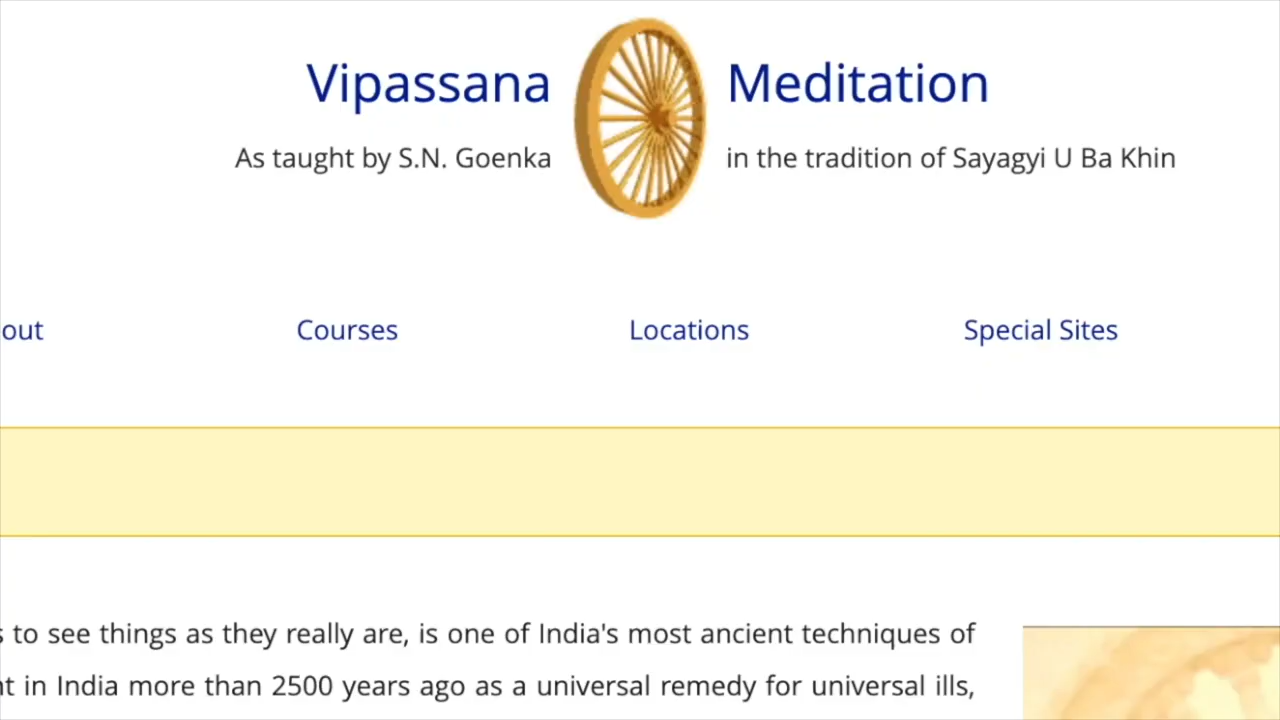 Vipassana Meditation
As taught by S.N. Goenka in the tradition of Sayagyi U Ba Khin
out Courses Locations Special Sites
to see things as they really are, is one of India's most ancient techniques of
in India more than 2500 years ago as a universal remedy for universal ills,